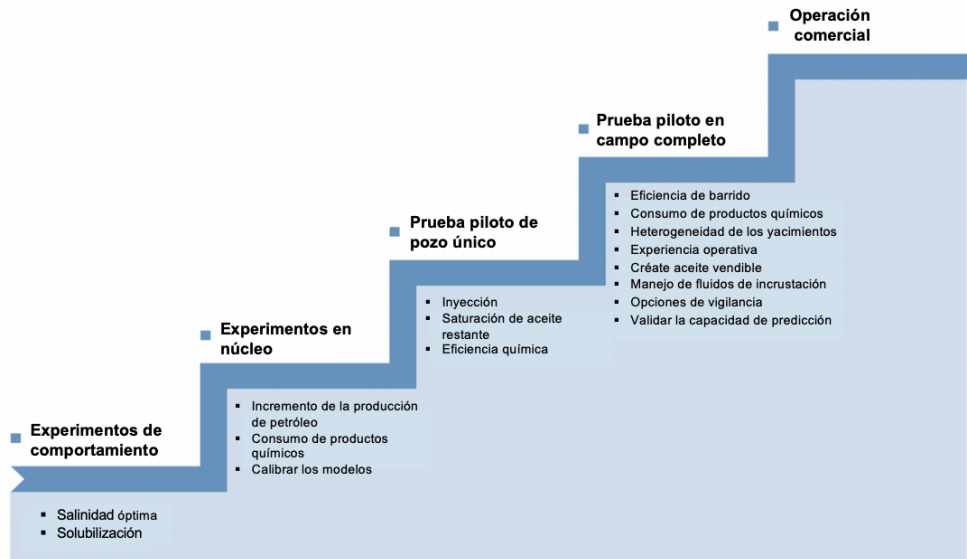 Operación
comercial
Prueba piloto en
campo completo
Eficiencia de barrido
Consumo de productos químicos
Heterogeneidad de los yacimientos
Experiencia operativa
Créate aceite vendible
Manejo de fluidos de incrustación
Opciones de vigilancia
Validar la capacidad de predicción
Prueba piloto de
pozo único
Inyección
Saturación de aceite
restante
Eficiencia química
Experimentos en
núcleo
Incremento de la producción
de petróleo
Consumo de productos
químicos
Calibrar los modelos
Experimentos de
comportamiento
Salinidad óptima
Solubilización